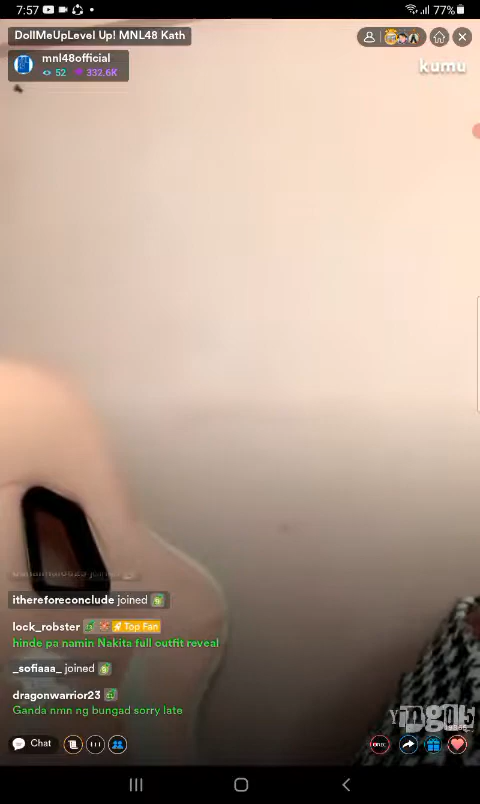 7:57
77%
DollMeUpLevel Up! MNL48 Kath
mnl48official
52 332.6K
kumu
ithereforeconclude joined
lock_robster Top Fan
hinde pa namin Nakita full outfit reveal
_sofiaaa_ joined
dragonwarrior23
Ganda nmn ng bungad sorry late
Chat